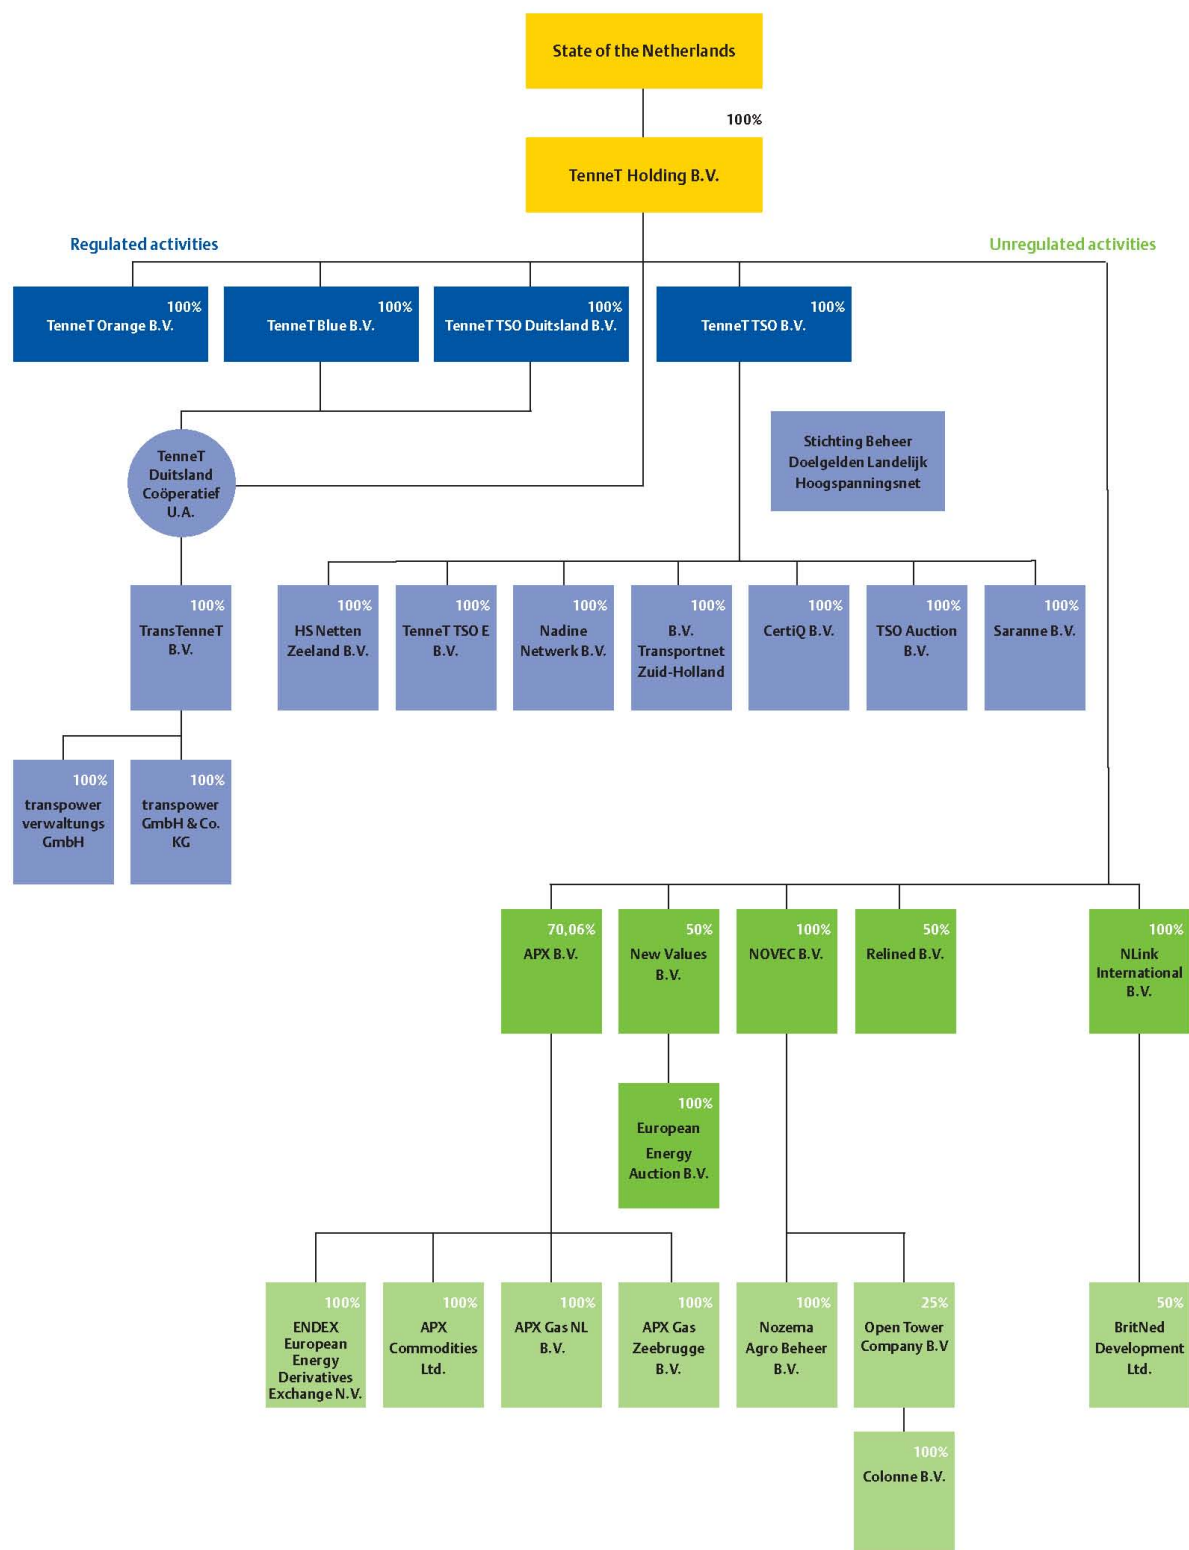 State of the Netherlands
100%
TenneT Holding B.V.
Regulated activities
Unregulated activities
100%
TenneT Orange B.V.
100%
TenneT Blue B.V.
100%
TenneT TSO Duitsland B.V.
100%
TenneT TSO B.V.
TenneT
Duitsland
Coöperatief
U.A.
Stichting Beheer
Doelgelden Landelijk
Hoogspanningsnet
100%
TransTenneT
B.V.
100%
HS Netten
Zeeland B.V.
100%
TenneT TSO E
B.V.
100%
Nadine
Netwerk B.V.
100%
B.V.
Transportnet
Zuid-Holland
100%
CertiQ B.V.
100%
TSO Auction
B.V.
100%
Saranne B.V.
100%
transpower
verwaltungs
GmbH
100%
transpower
GmbH & Co.
KG
70,06%
APX B.V.
50%
New Values
B.V.
100%
NOVEC B.V.
50%
Relined B.V.
100%
NLink
International
B.V.
100%
European
Energy
Auction B.V.
100%
ENDEX
European
Energy
Derivatives
Exchange N.V.
100%
APX
Commodities
Ltd.
100%
APX Gas NL
B.V.
100%
APX Gas
Zeebrugge
B.V.
100%
Nozema
Agro Beheer
B.V.
25%
Open Tower
Company B.V
50%
BritNed
Development
Ltd.
100%
Colonne B.V.